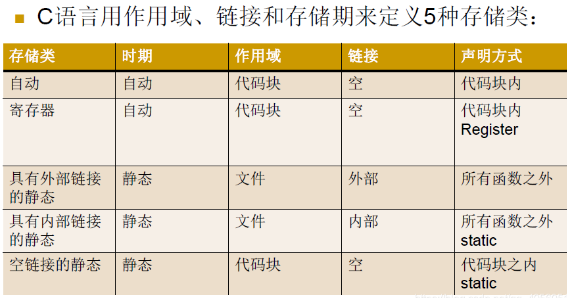 C语言用作用域、链接和存储期来定义5种存储类：
存储类 时期 作用域 链接 声明方式
自动 自动 代码块 空 代码块内
寄存器 自动 代码块 空 代码块内
Register
具有外部链接 静态 文件 外部 所有函数之外
的静态
具有内部链接 静态 文件 内部 所有函数之外
的静态 static
空链接的静态 静态 代码块 空 代码块之内
static